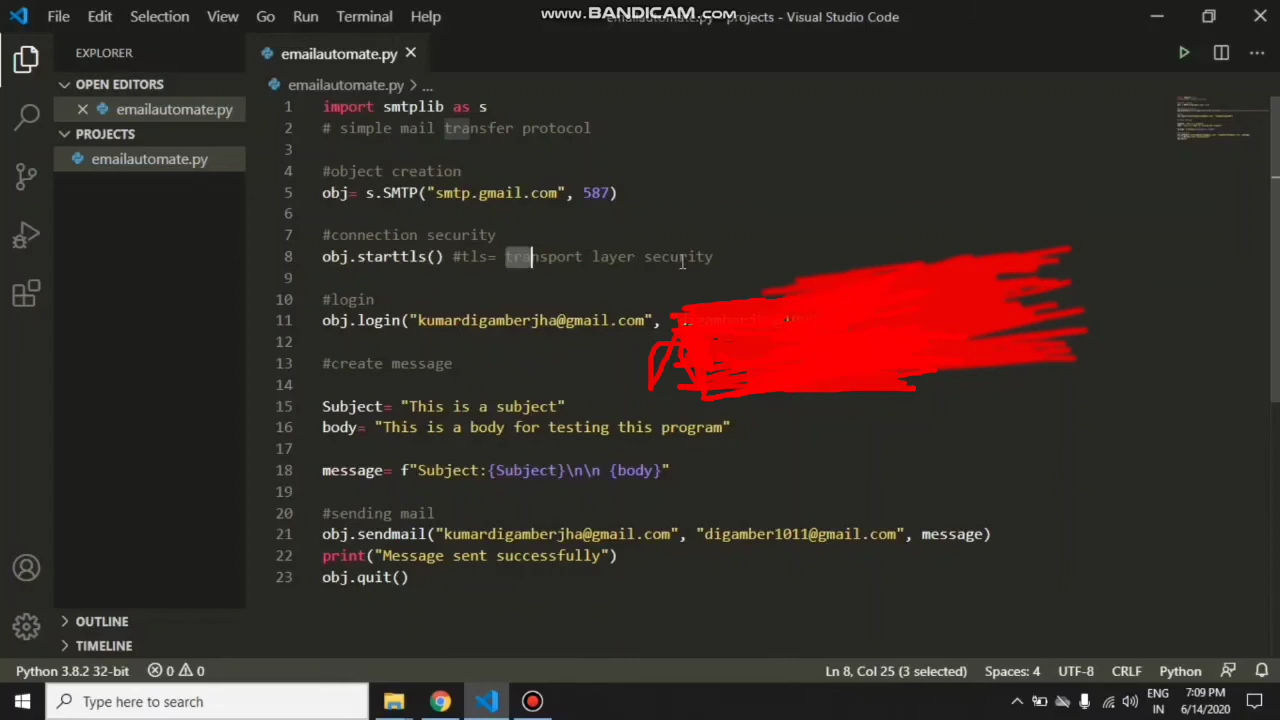 www.BANDICAM.com
File Edit Selection View Go Run Terminal Help projects - Visual Studio Code
EXPLORER
OPEN EDITORS
emailautomate.py
PROJECTS
emailautomate.py
OUTLINE
TIMELINE
emailautomate.py
emailautomate.py > ...
1 import smtplib as s
2 # simple mail transfer protocol
3
4 #object creation
5 obj= s.SMTP("smtp.gmail.com", 587)
6
7 #connection security
8 obj.starttls() #tls= transport layer security
9
10 #login
11 obj.login("kumardigamberjha@gmail.com",
12
13 #create message
14
15 Subject= "This is a subject"
16 body= "This is a body for testing this program"
17
18 message= f"Subject:{Subject}\n\n {body}"
19
20 #sending mail
21 obj.sendmail("kumardigamberjha@gmail.com", "digamber1011@gmail.com", message)
22 print("Message sent successfully")
23 obj.quit()
Python 3.8.2 32-bit 0 0 Ln 8, Col 25 (3 selected) Spaces: 4 UTF-8 CRLF Python
Type here to search
ENG
IN
7:09 PM
6/14/2020